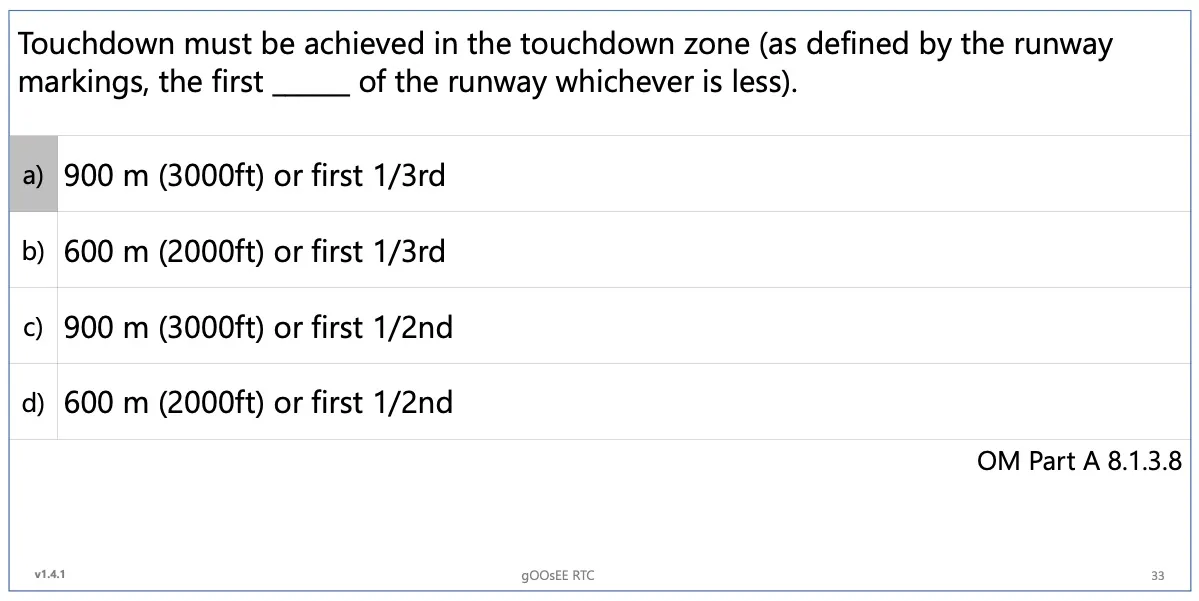 Touchdown must be achieved in the touchdown zone (as defined by the runway
markings, the first _____ of the runway whichever is less).
a) 900 m (3000ft) or first 1/3rd
b) 600 m (2000ft) or first 1/3rd
c) 900 m (3000ft) or first 1/2nd
d) 600 m (2000ft) or first 1/2nd
OM Part A 8.1.3.8
v1.4.1 gOOsEE RTC 33